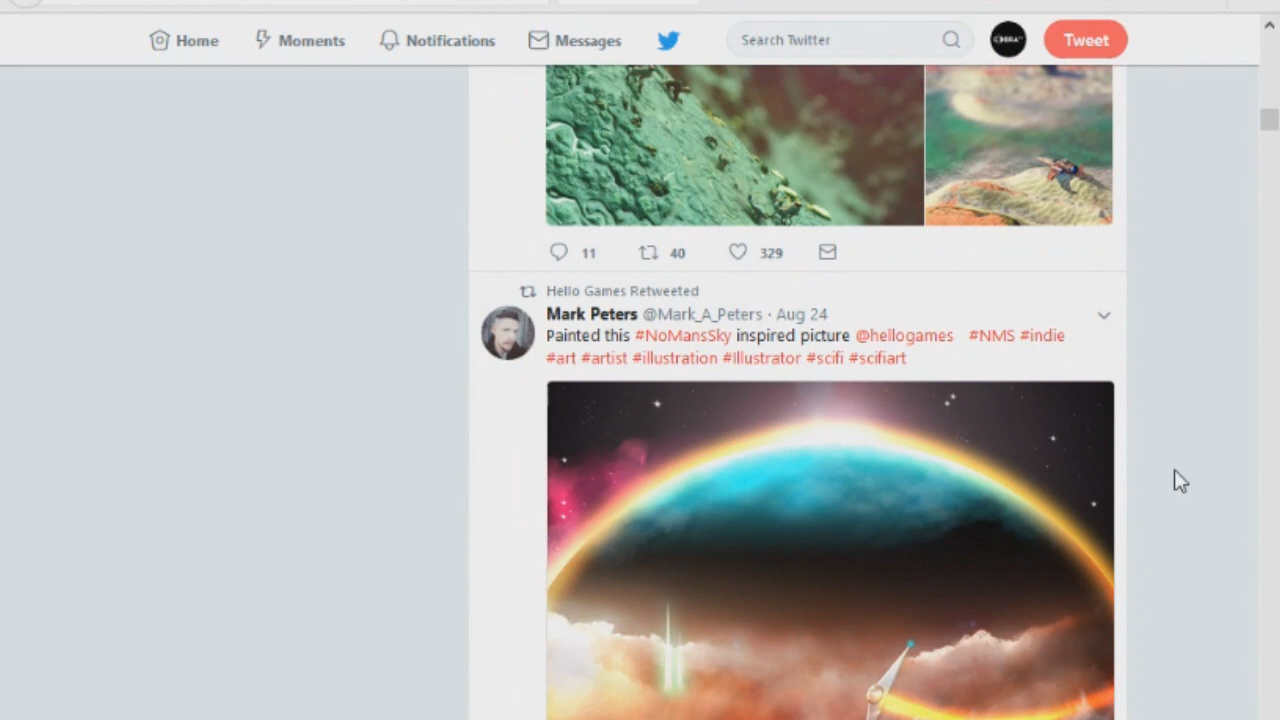 Home Moments Notifications Messages Search Twitter Tweet
11 40 329
Hello Games Retweeted
Mark Peters @Mark_A_Peters · Aug 24
Painted this #NoMansSky inspired picture @hellogames #NMS #indie
#art #artist #illustration #Illustrator #scifi #scifiart